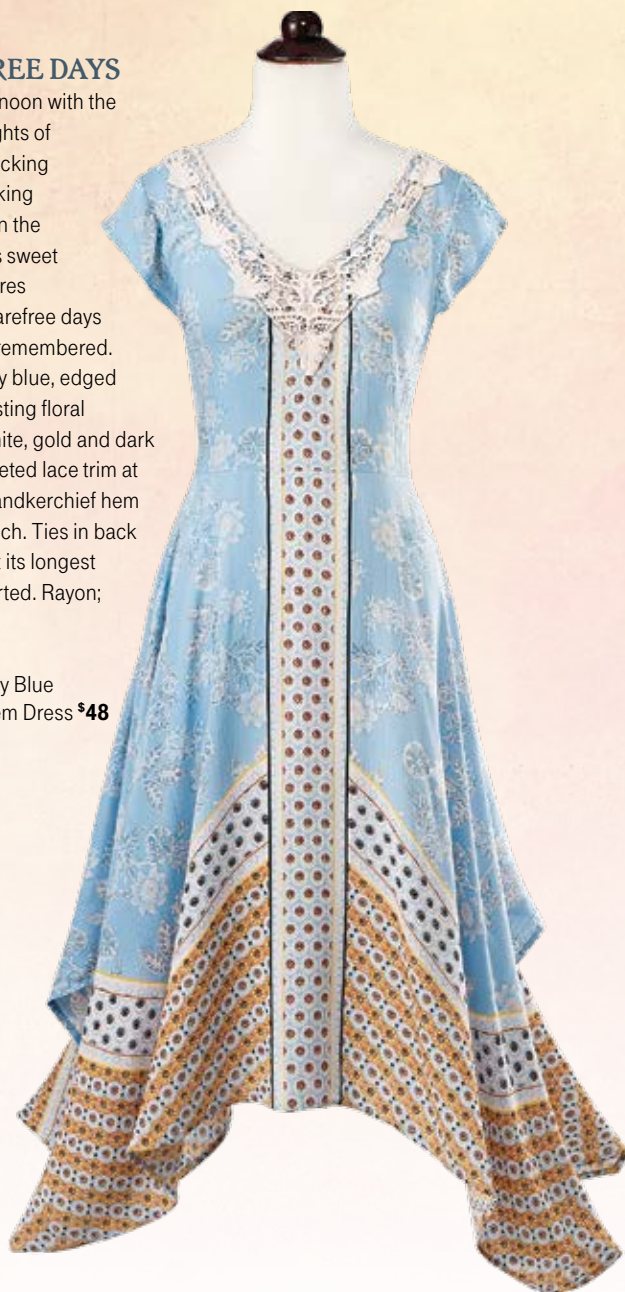 REE DAYS
noon with the
ghts of
cking
king
n the
s sweet
res
arefree days
remembered.
y blue, edged
sting floral
hite, gold and dark
eted lace trim at
andkerchief hem
ch. Ties in back
t its longest
rted. Rayon;
y Blue
em Dress $48